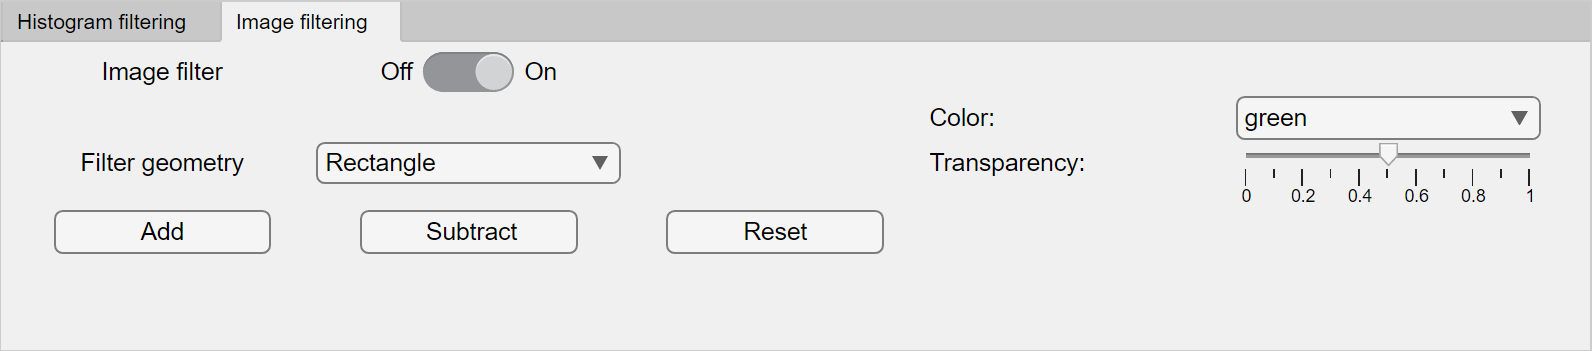 Histogram filtering Image filtering
Image filter Off On
Color: green
Filter geometry Rectangle Transparency:
0 0.2 0.4 0.6 0.8 1
Add Subtract Reset